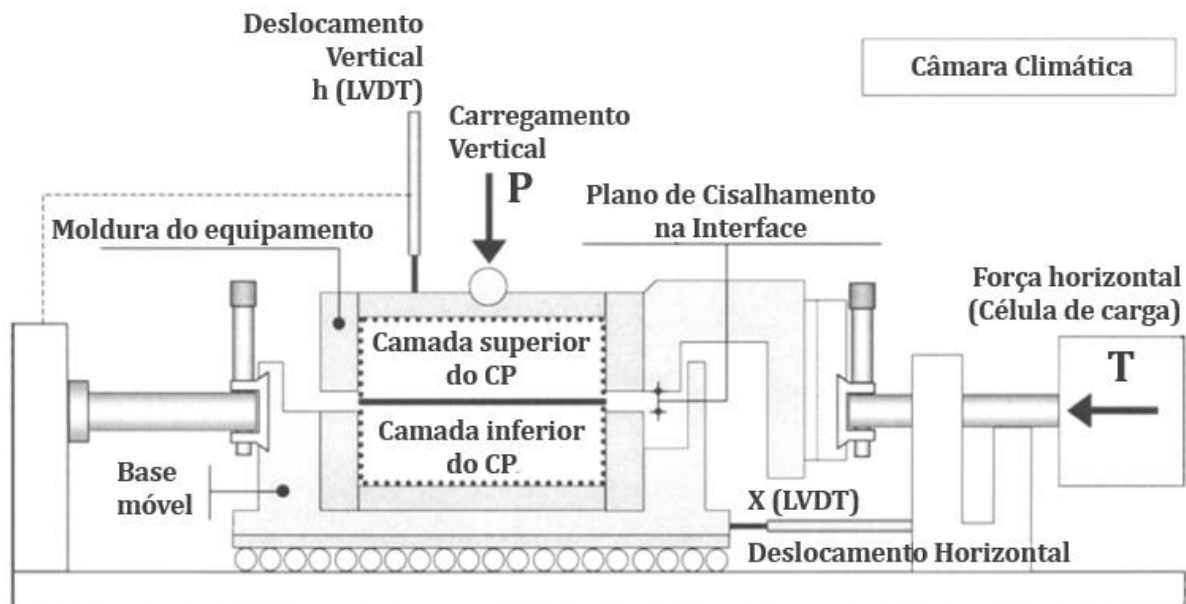 Deslocamento
Vertical
h (LVDT)
Câmara Climática
Carregamento
Vertical
P
Plano de Cisalhamento
na Interface
Moldura do equipamento
Força horizontal
(Célula de carga)
T
Camada superior
do CP
Camada inferior
do CP
Base
móvel
X (LVDT)
Deslocamento Horizontal